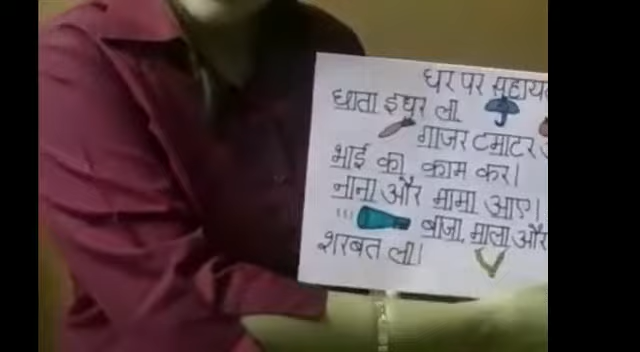 घर पर सहाय
छाता इधर ला
गाजर टमाटर
भाई का काम कर।
नाना और मामा आए।
बाजा, माला और
शरबत ला।